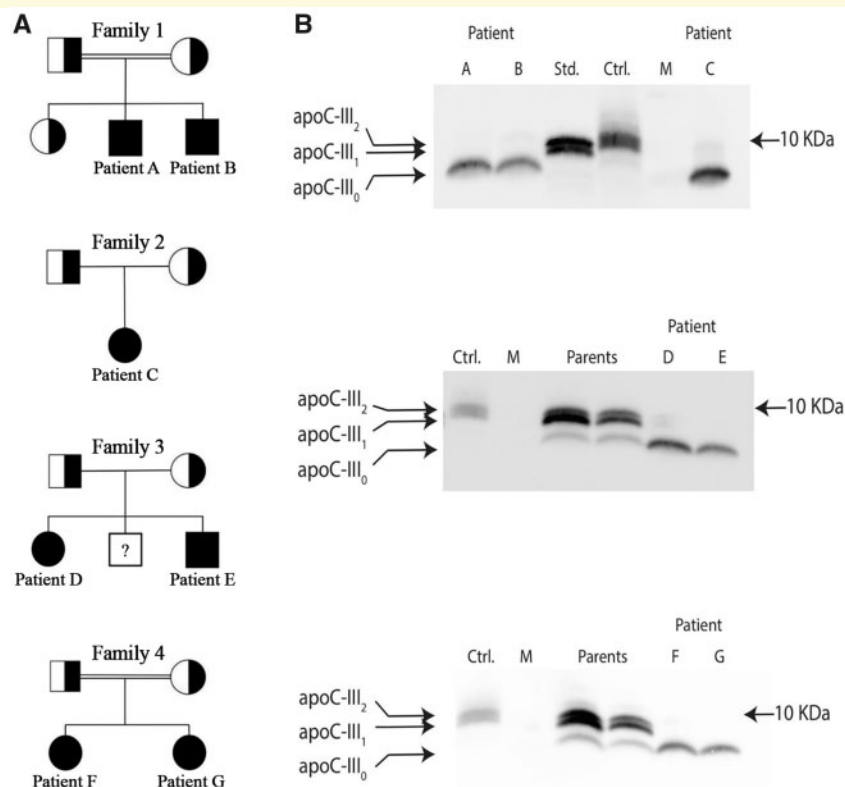 A
Family 1
Patient A Patient B
Family 2
Patient C
Family 3
?
Patient D Patient E
Family 4
Patient F Patient G
B
Patient Patient
A B Std. Ctrl. M C
apoC-III2
apoC-III1
apoC-III0
10 KDa
Patient
Ctrl. M Parents D E
apoC-III2
apoC-III1
apoC-III0
10 KDa
Patient
Ctrl. M Parents F G
apoC-III2
apoC-III1
apoC-III0
10 KDa